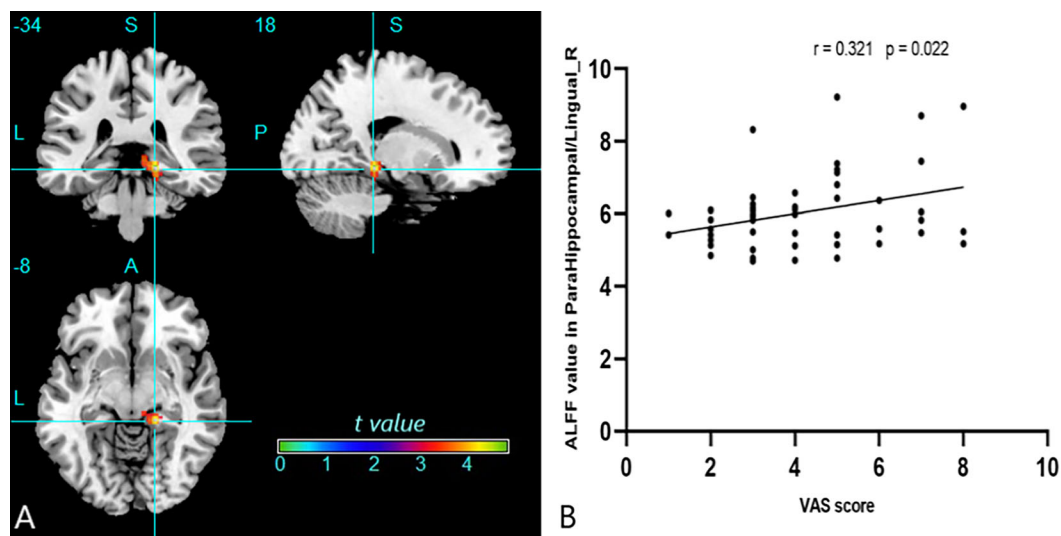 -34 S 18 S
L P
-8 A
L
t value
0 1 2 3 4
A
r = 0.321 p = 0.022
ALFF value in ParaHippocampal/Lingual_R
10
8
6
4
2
0
0 2 4 6 8 10
VAS score
B